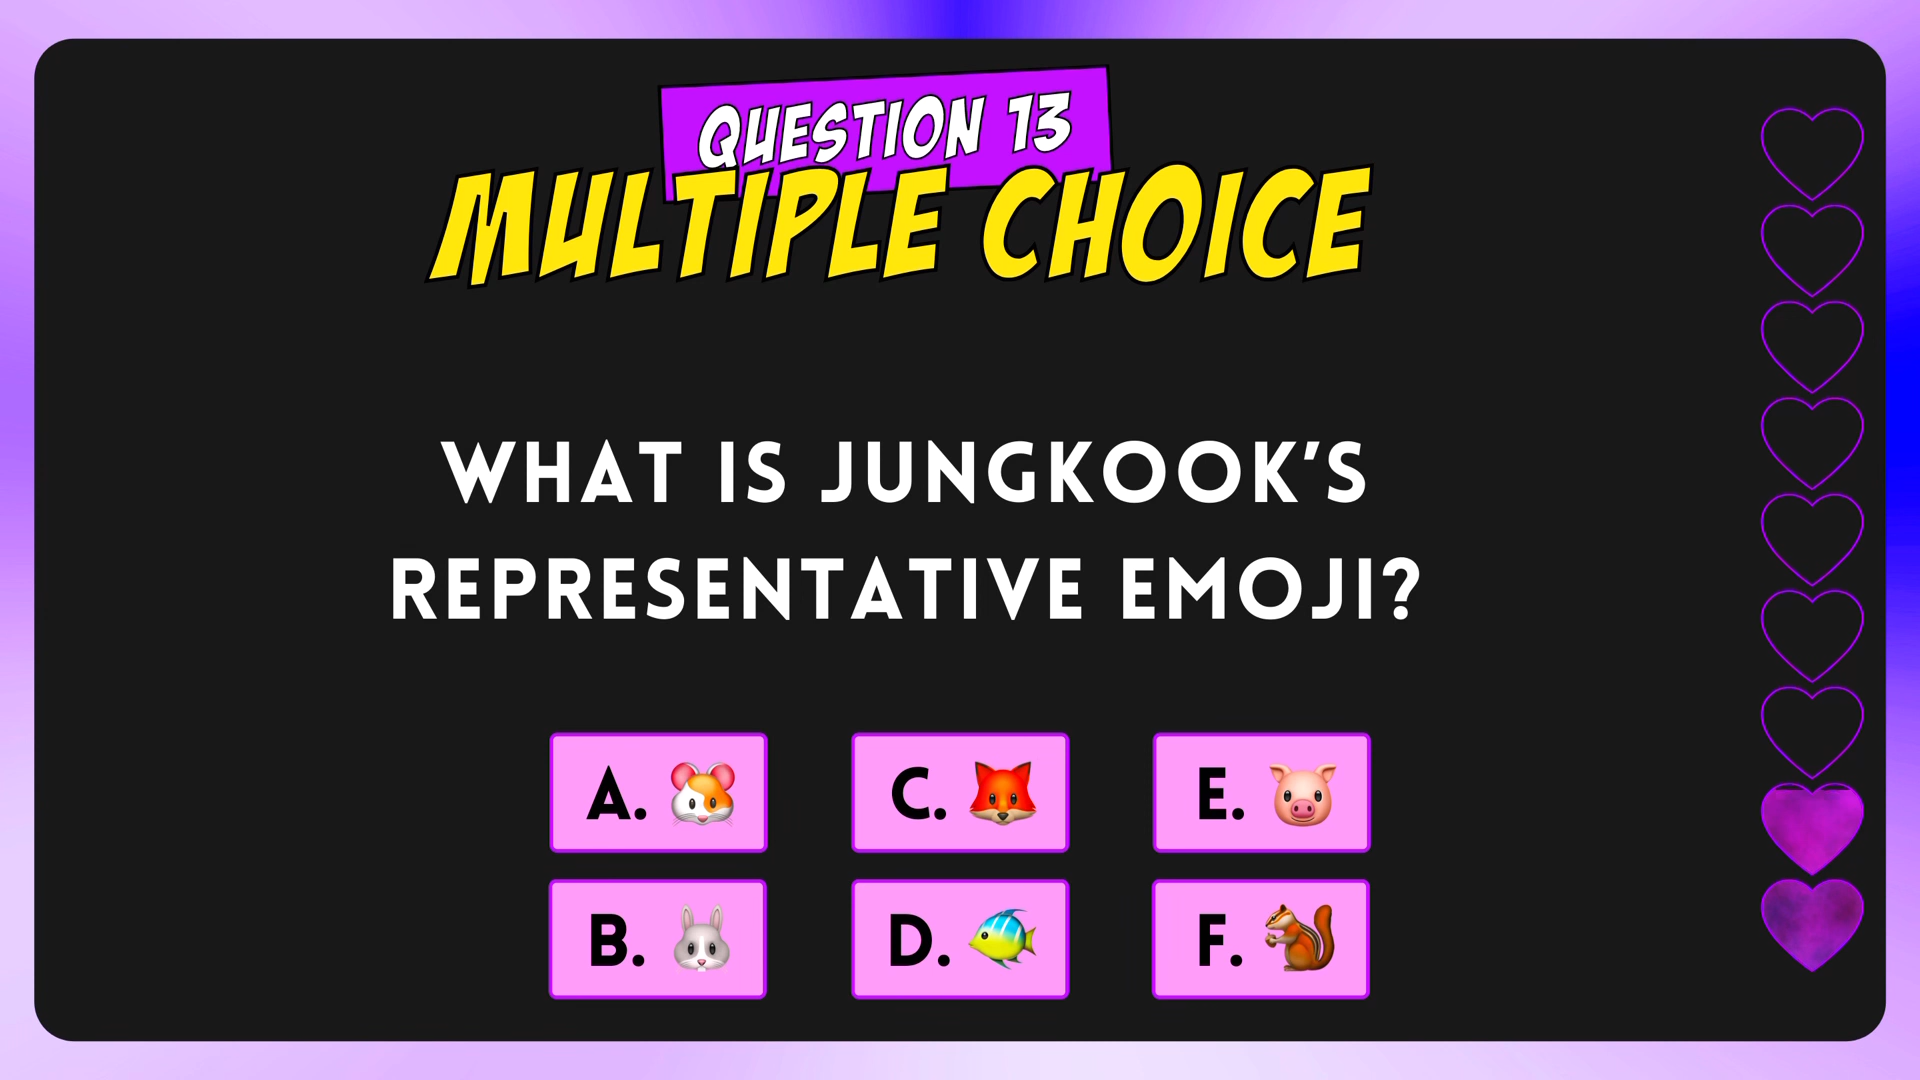 QUESTION 13
MULTIPLE CHOICE
WHAT IS JUNGKOOK'S
REPRESENTATIVE EMOJI?
A. 🐹
C. 🦊
E. 🐷
B. 🐰
D. 🐠
F. 🐿️